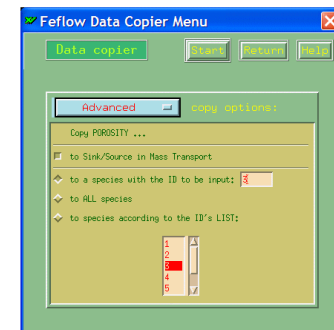 Feflow Data Copier Menu
Data copier Start Return Help
Advanced copy options:
Copy POROSITY ...
to Sink/Source in Mass Transport
to a species with the ID to be input:
to ALL species
to species according to the ID's LIST:
1
2
3
4
5